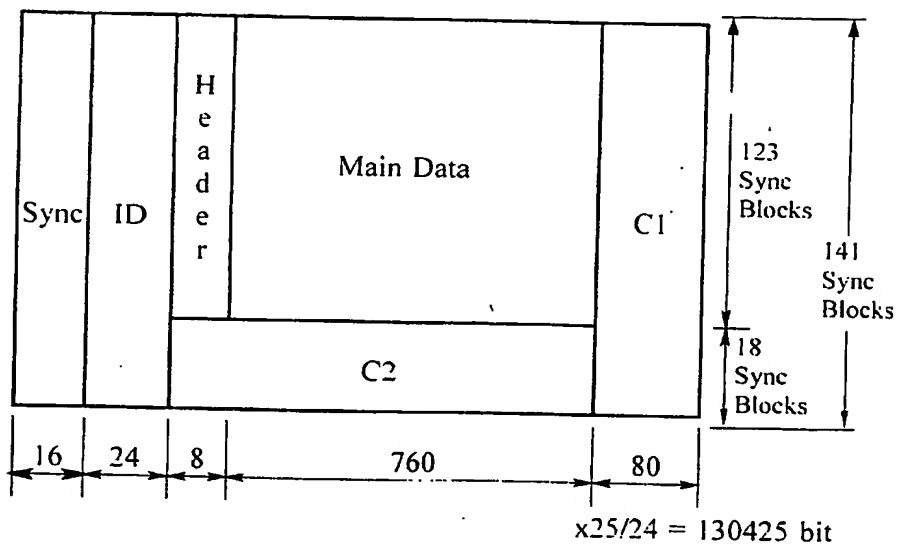 Sync
ID
Header
Main Data
C1
C2
123
Sync
Blocks
18
Sync
Blocks
141
Sync
Blocks
16
24
8
760
80
x25/24 = 130425 bit